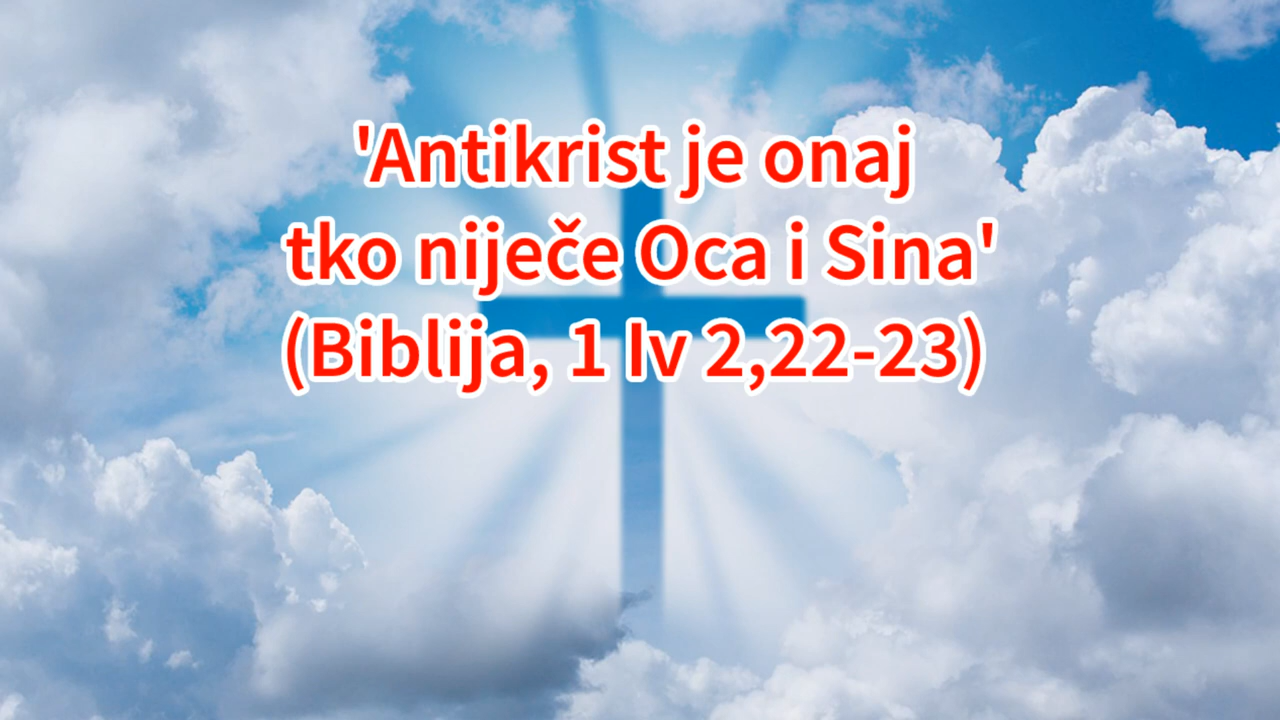 'Antikrist je onaj
tko niječe Oca i Sina'
(Biblija, 1 Iv 2,22-23)